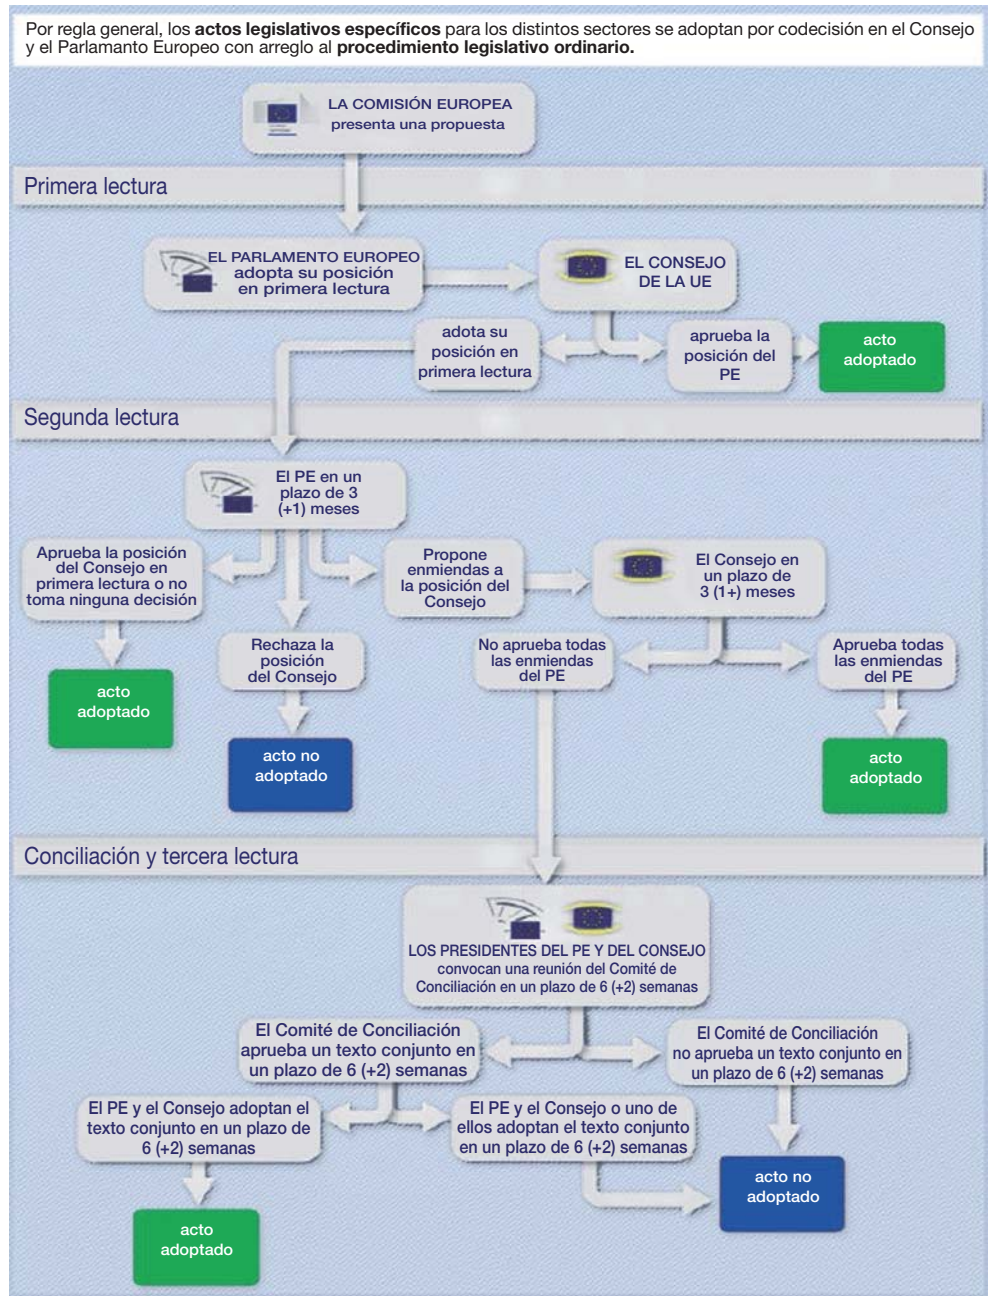 Por regla general, los actos legislativos específicos para los distintos sectores se adoptan por codecisión en el Consejo
y el Parlamanto Europeo con arreglo al procedimiento legislativo ordinario.
LA COMISIÓN EUROPEA
presenta una propuesta
Primera lectura
EL PARLAMENTO EUROPEO
adopta su posición
en primera lectura
EL CONSEJO
DE LA UE
adota su
posición en
primera lectura
aprueba la
posición del
PE
acto
adoptado
Segunda lectura
El PE en un
plazo de 3
(+1) meses
Aprueba la posición
del Consejo en
primera lectura o no
toma ninguna decisión
Propone
enmiendas a
la posición del
Consejo
El Consejo en
un plazo de
3 (1+) meses
Rechaza la
posición
del Consejo
No aprueba todas
las enmiendas
del PE
Aprueba todas
las enmiendas
del PE
acto
adoptado
acto no
adoptado
acto
adoptado
Conciliación y tercera lectura
LOS PRESIDENTES DEL PE Y DEL CONSEJO
convocan una reunión del Comité de
Conciliación en un plazo de 6 (+2) semanas
El Comité de Conciliación
aprueba un texto conjunto en
un plazo de 6 (+2) semanas
El Comité de Conciliación
no aprueba un texto conjunto en
un plazo de 6 (+2) semanas
El PE y el Consejo adoptan el
texto conjunto en un plazo de
6 (+2) semanas
El PE y el Consejo o uno de
ellos adoptan el texto conjunto
en un plazo de 6 (+2) semanas
acto no
adoptado
acto
adoptado